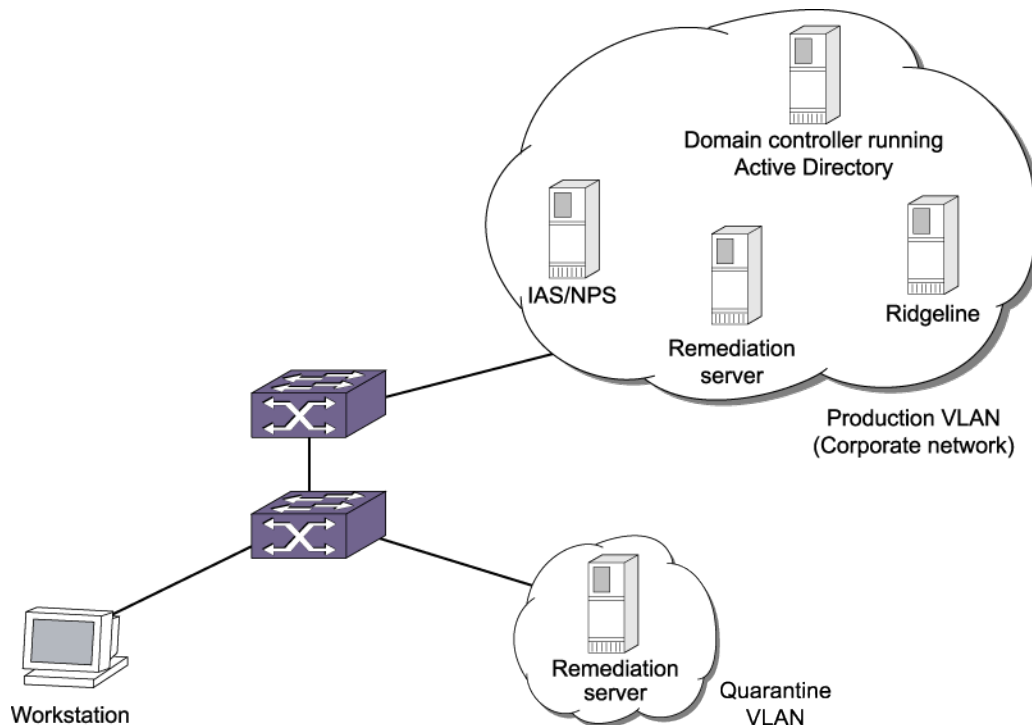 Domain controller running
Active Directory
IAS/NPS
Remediation
server
Ridgeline
Production VLAN
(Corporate network)
Remediation
server
Quarantine
VLAN
Workstation